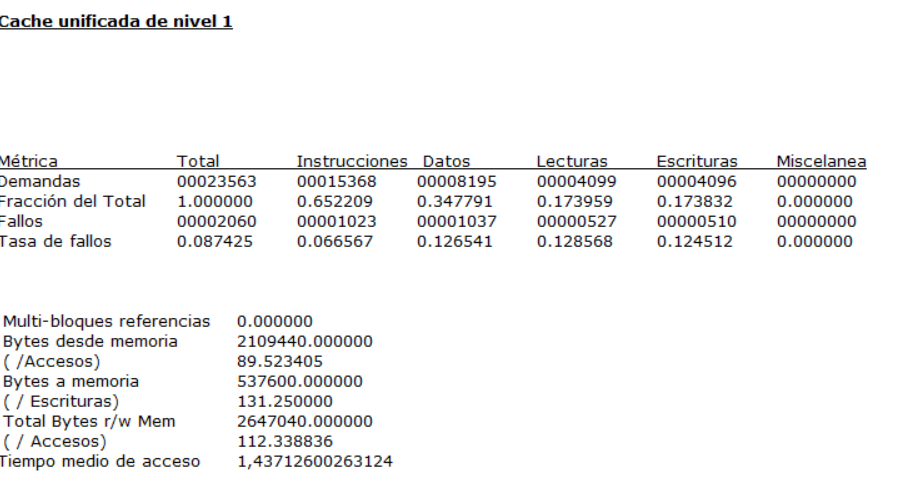 Cache unificada de nivel 1
Métrica Total Instrucciones Datos Lecturas Escrituras Miscelanea
Demandas 00023563 00015368 00008195 00004099 00004096 00000000
Fracción del Total 1.000000 0.652209 0.347791 0.173959 0.173832 0.000000
Fallos 00002060 00001023 00001037 00000527 00000510 00000000
Tasa de fallos 0.087425 0.066567 0.126541 0.128568 0.124512 0.000000
Multi-bloques referencias 0.000000
Bytes desde memoria 2109440.000000
( /Accesos) 89.523405
Bytes a memoria 537600.000000
( / Escrituras) 131.250000
Total Bytes r/w Mem 2647040.000000
( / Accesos) 112.338836
Tiempo medio de acceso 1,43712600263124